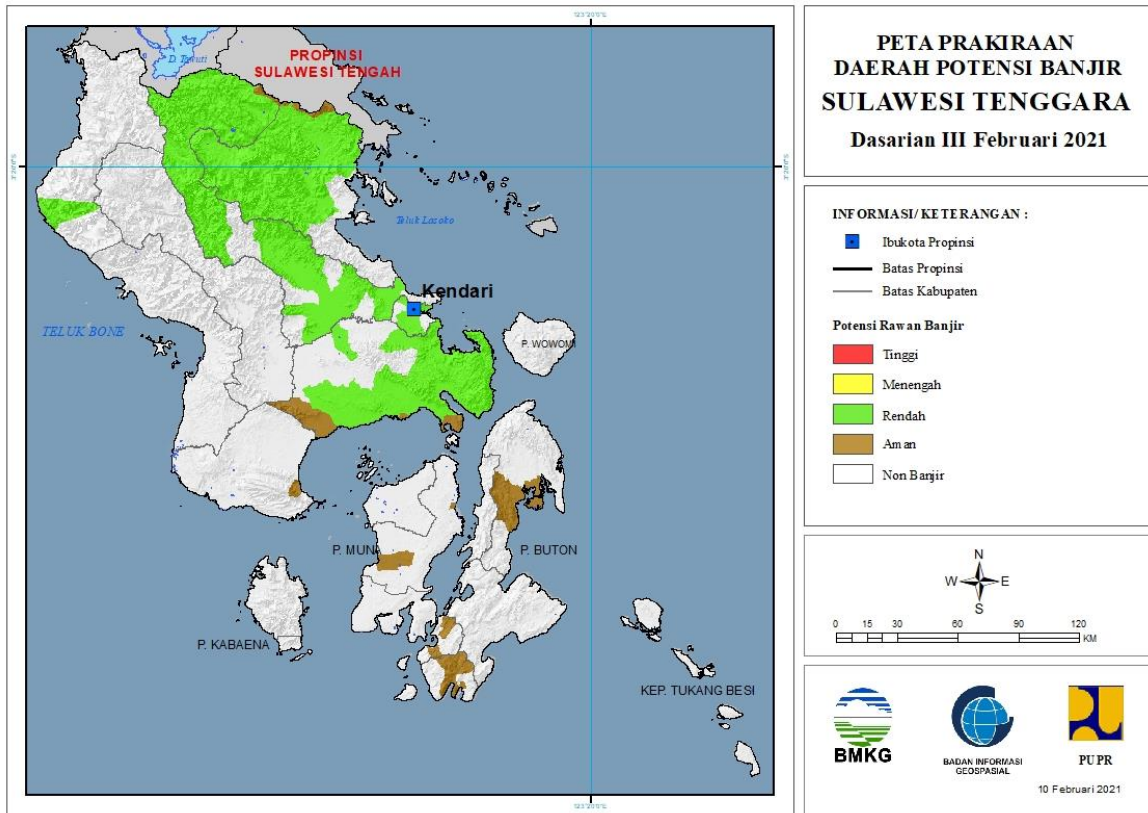 PETA PRAKIRAAN
DAERAH POTENSI BANJIR
SULAWESI TENGGARA
Dasarian III Februari 2021
INFORMASI/ KETERANGAN :
Ibukota Propinsi
Batas Propinsi
Batas Kabupaten
Potensi Rawan Banjir
Tinggi
Menengah
Rendah
Aman
Non Banjir
N
W E
S
0 15 30 60 90 120
KM
BMKG
BADAN INFORMASI
GEOSPASIAL
PUPR
10 Februari 2021
D. Towuti
PROPINSI
SULAWESI TENGAH
Teluk Lasolo
Kendari
TELUK BONE
P. WOWONI
P. MUN
P. BUTON
P. KABAENA
KEP. TUKANG BESI